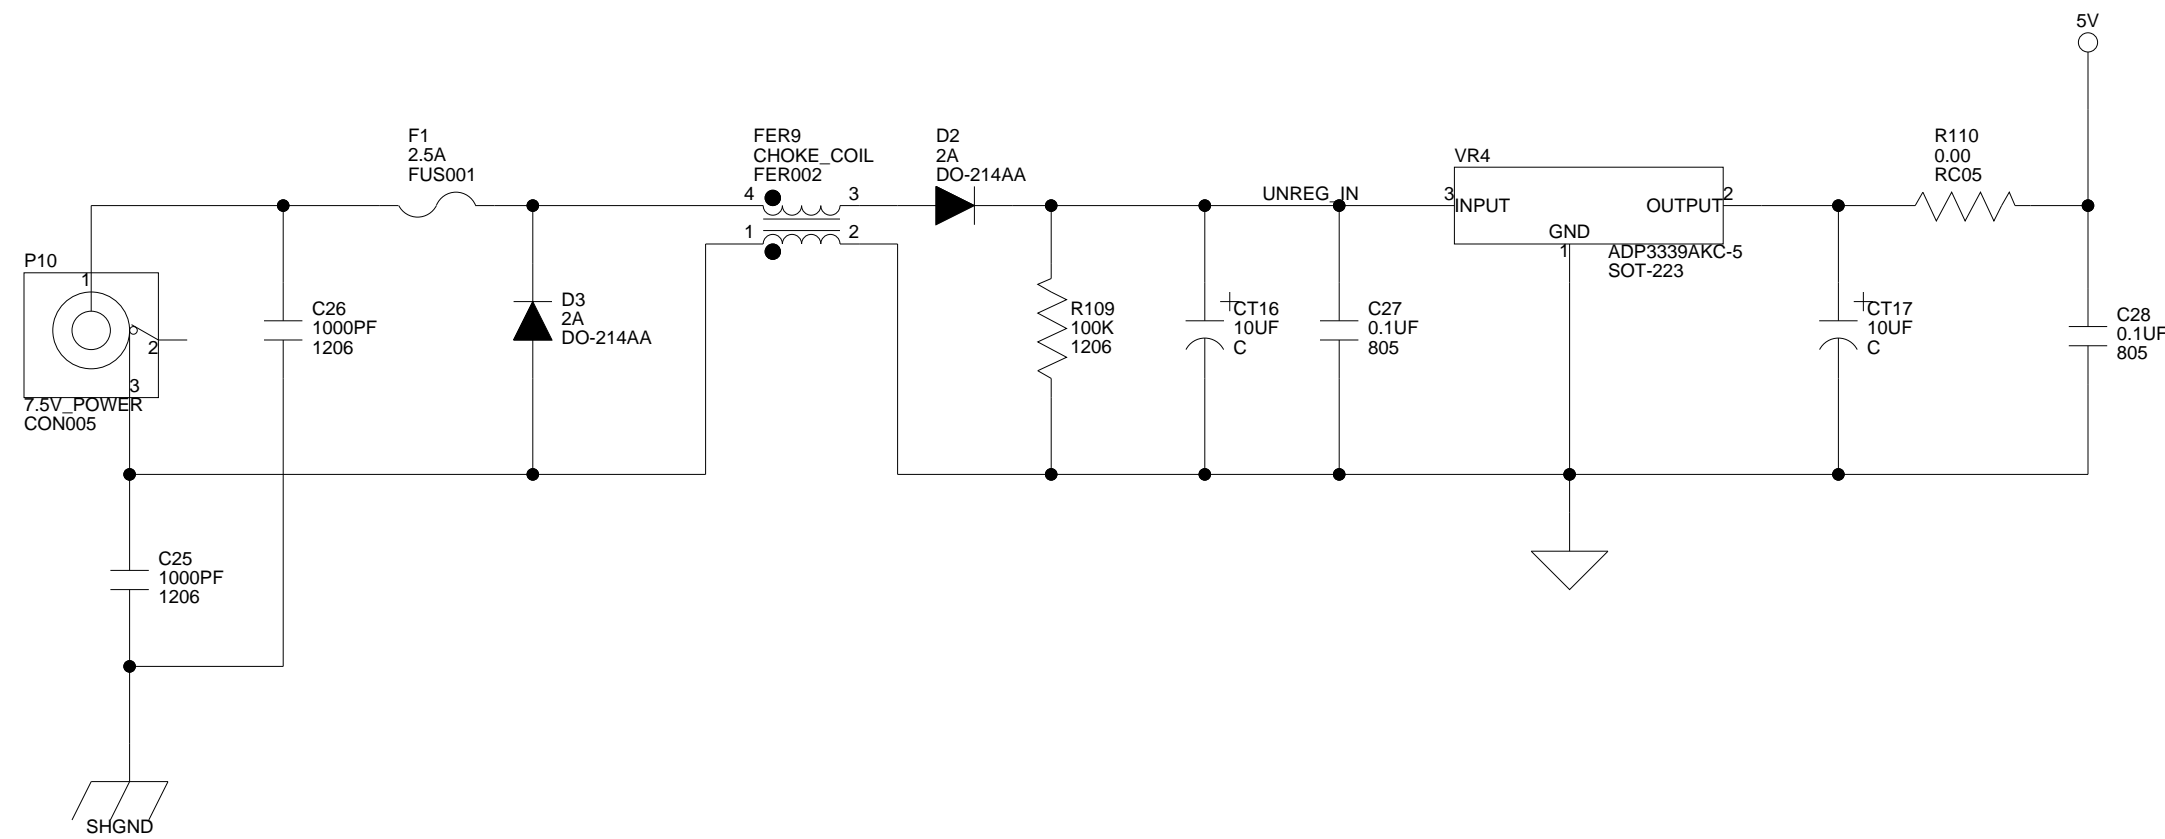 5V
F1
2.5A
FUS001
FER9
CHOKE_COIL
FER002
4
3
1
2
D2
2A
DO-214AA
UNREG_IN
VR4
3
INPUT
OUTPUT
2
GND
1
ADP3339AKC-5
SOT-223
R110
0.00
RC05
P10
1
2
3
7.5V_POWER
CON005
C26
1000PF
1206
D3
2A
DO-214AA
R109
100K
1206
CT16
10UF
C
C27
0.1UF
805
CT17
10UF
C
C28
0.1UF
805
C25
1000PF
1206
SHGND